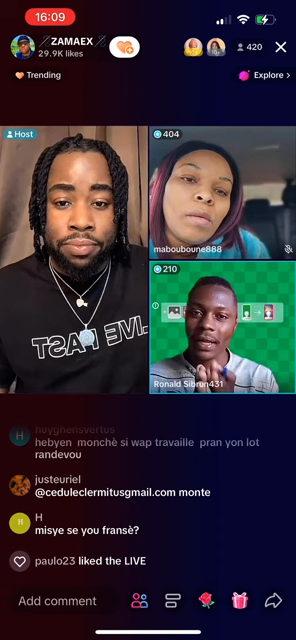 16:09
ZAMAEX
29.9K likes
420
Trending
Explore >
Host
404
mabouboune888
210
Ronald Sibrun431
LIVE FAST
huyghensvertus
H
hebyen monchè si wap travaille pran yon lot
randevou
justeuriel
@ceduleclermitusgmail.com monte
H
H
misye se you fransè?
paulo23 liked the LIVE
Add comment